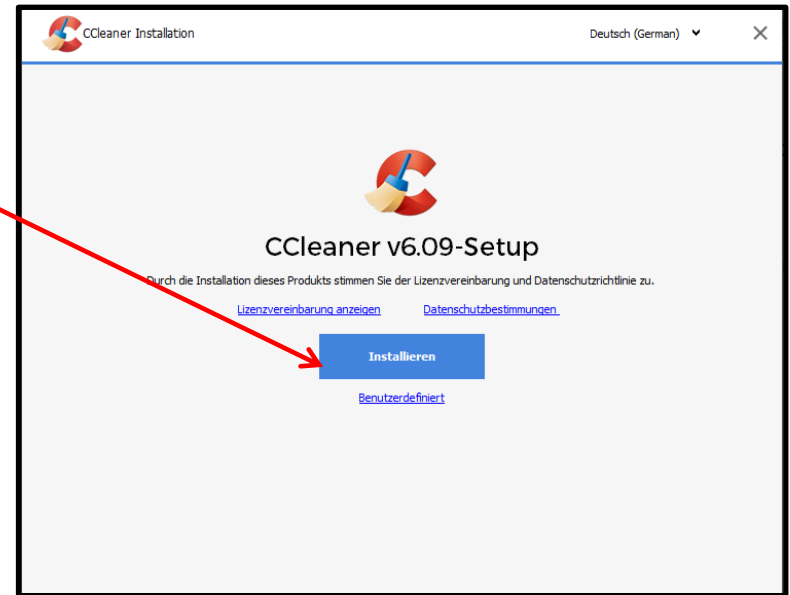 CCleaner Installation
Deutsch (German)
CCleaner v6.09-Setup
Durch die Installation dieses Produkts stimmen Sie der Lizenzvereinbarung und Datenschutzrichtlinie zu.
Lizenzvereinbarung anzeigen
Datenschutzbestimmungen
Installieren
Benutzerdefiniert